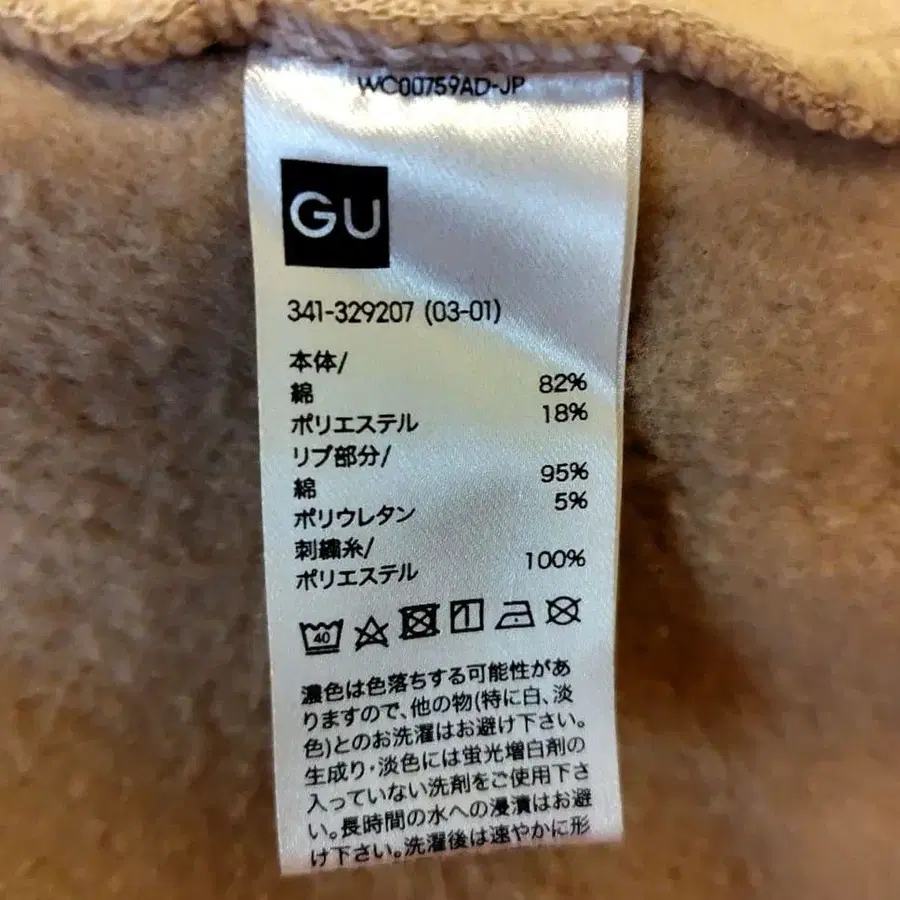 WC00759AD-JP
GU
341-329207 (03-01)
本体/
綿 82%
ポリエステル 18%
リブ部分/
綿 95%
ポリウレタン 5%
刺繍糸/
ポリエステル 100%
40
濃色は色落ちする可能性があ
りますので、他の物(特に白、淡
色)とのお洗濯はお避け下さい。
生成り・淡色には蛍光増白剤の
入っていない洗剤をご使用下さ
い。長時間の水への浸漬はお避
け下さい。洗濯後は速やかに形